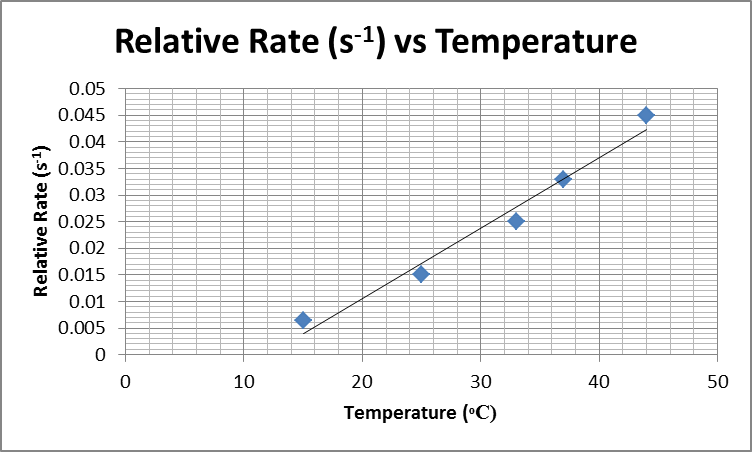 Relative Rate (s⁻¹) vs Temperature
0.05
0.045
0.04
0.035
0.03
0.025
0.02
0.015
0.01
0.005
0
Relative Rate (s⁻¹)
0 10 20 30 40 50
Temperature (°C)